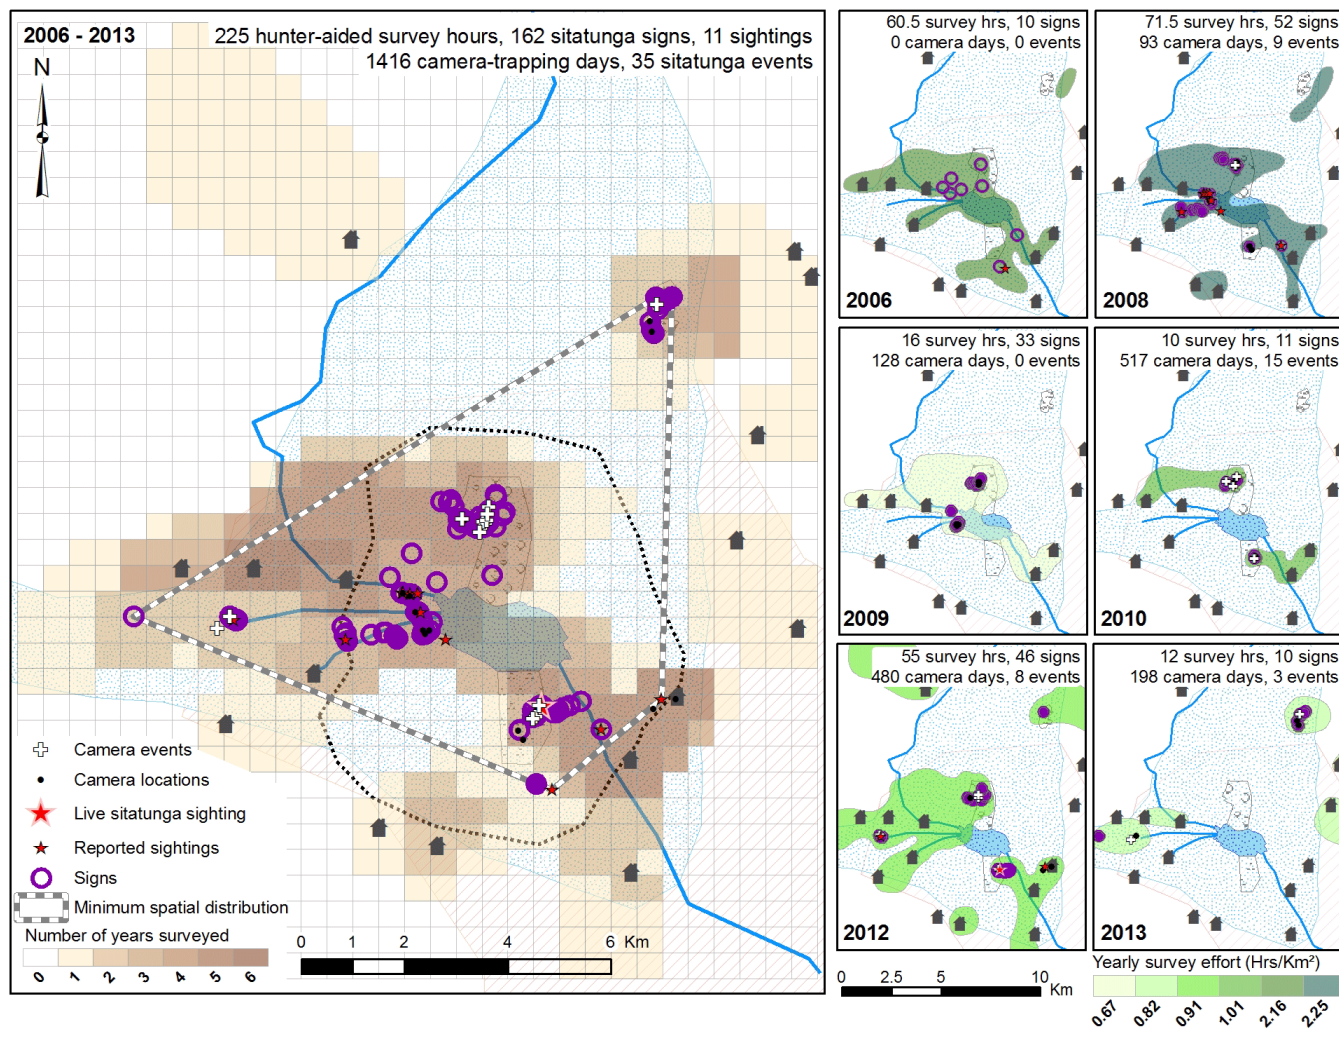 2006 - 2013
225 hunter-aided survey hours, 162 sitatunga signs, 11 sightings
1416 camera-trapping days, 35 sitatunga events
N
Camera events
Camera locations
Live sitatunga sighting
Reported sightings
Signs
Minimum spatial distribution
Number of years surveyed
0 1 2 3 4 5 6
0 1 2 4 6 Km
60.5 survey hrs, 10 signs
0 camera days, 0 events
2006
71.5 survey hrs, 52 signs
93 camera days, 9 events
2008
16 survey hrs, 33 signs
128 camera days, 0 events
2009
10 survey hrs, 11 signs
517 camera days, 15 events
2010
55 survey hrs, 46 signs
480 camera days, 8 events
2012
12 survey hrs, 10 signs
198 camera days, 3 events
2013
0 2.5 5 10
Km
Yearly survey effort (Hrs/Km²)
0.67 0.82 0.91 1.01 2.16 2.25